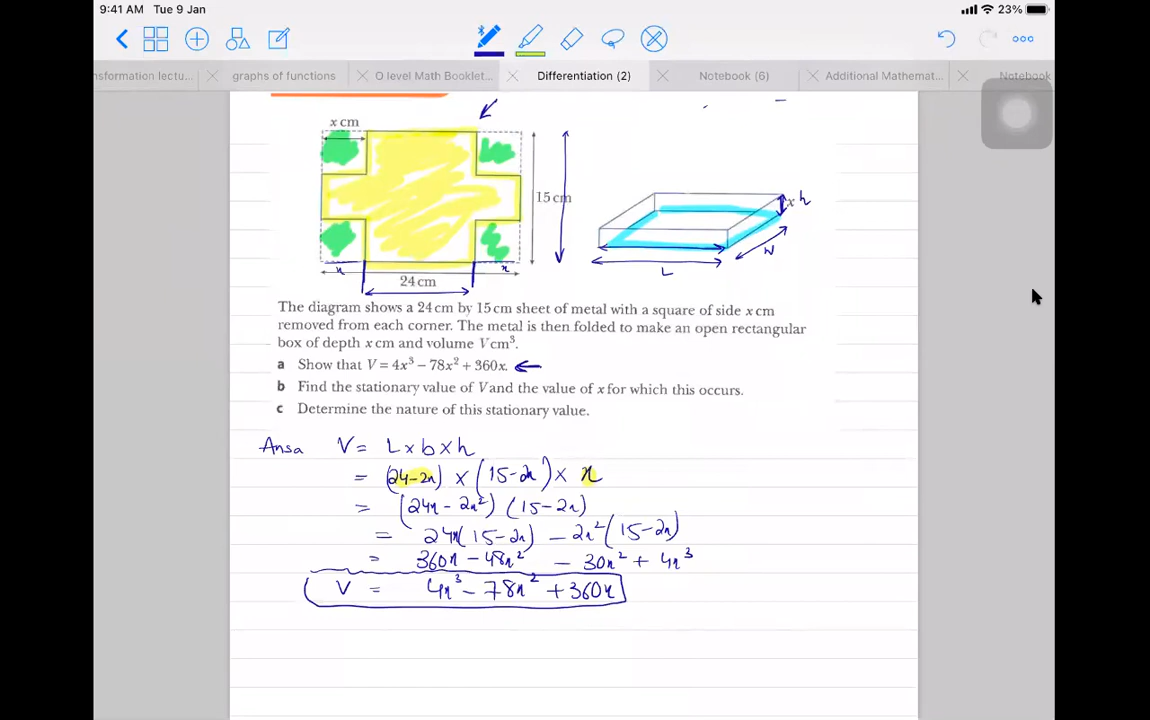 9:41 AM Tue 9 Jan
23%
nsformation lectu...
graphs of functions
O level Math Booklet...
Differentiation (2)
Notebook (6)
Additional Mathemat...
Notebook
x cm
15 cm
x h
W
L
x
x
24 cm
The diagram shows a 24 cm by 15 cm sheet of metal with a square of side x cm
removed from each corner. The metal is then folded to make an open rectangular
box of depth x cm and volume V cm³.
a Show that V = 4x³ − 78x² + 360x.
b Find the stationary value of V and the value of x for which this occurs.
c Determine the nature of this stationary value.
Ansa V = L × b × h
= (24-2x) × (15-2x) × x
= (24x - 2x²) (15-2x)
= 24x(15-2x) - 2x²(15-2x)
= 360x - 48x² - 30x² + 4x³
V = 4x³ - 78x² + 360x